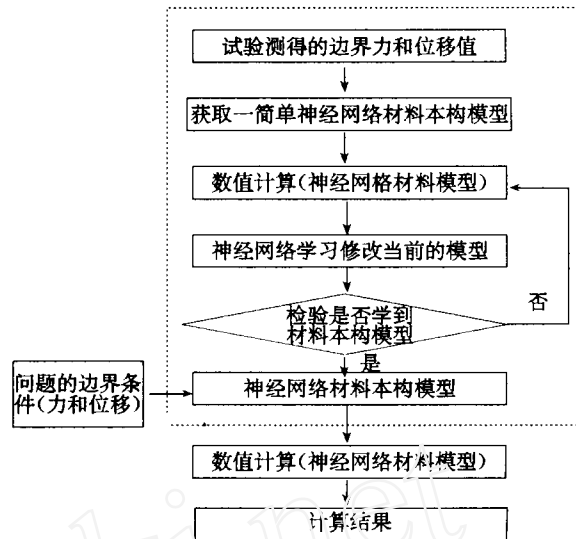 试验测得的边界力和位移值
获取一简单神经网络材料本构模型
数值计算(神经网格材料模型)
神经网络学习修改当前的模型
检验是否学到
材料本构模型
否
是
问题的边界条
件(力和位移)
神经网络材料本构模型
数值计算(神经网络材料模型)
计算结果